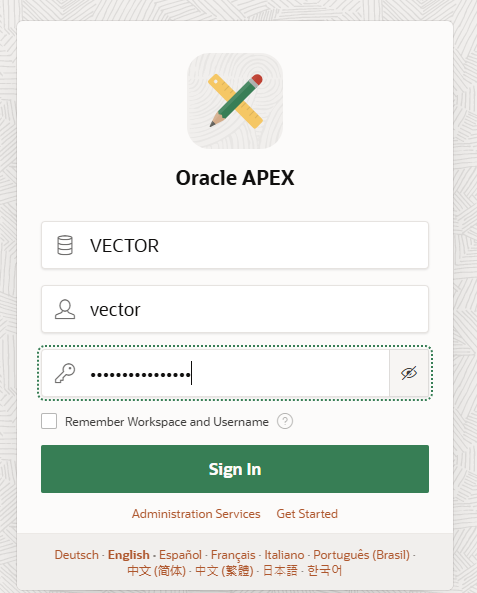 Oracle APEX
VECTOR
vector
••••••••••••••••
Remember Workspace and Username ?
Sign In
Administration Services Get Started
Deutsch · English · Español · Français · Italiano · Português (Brasil) ·
中文 (简体) · 中文 (繁體) · 日本語 · 한국어